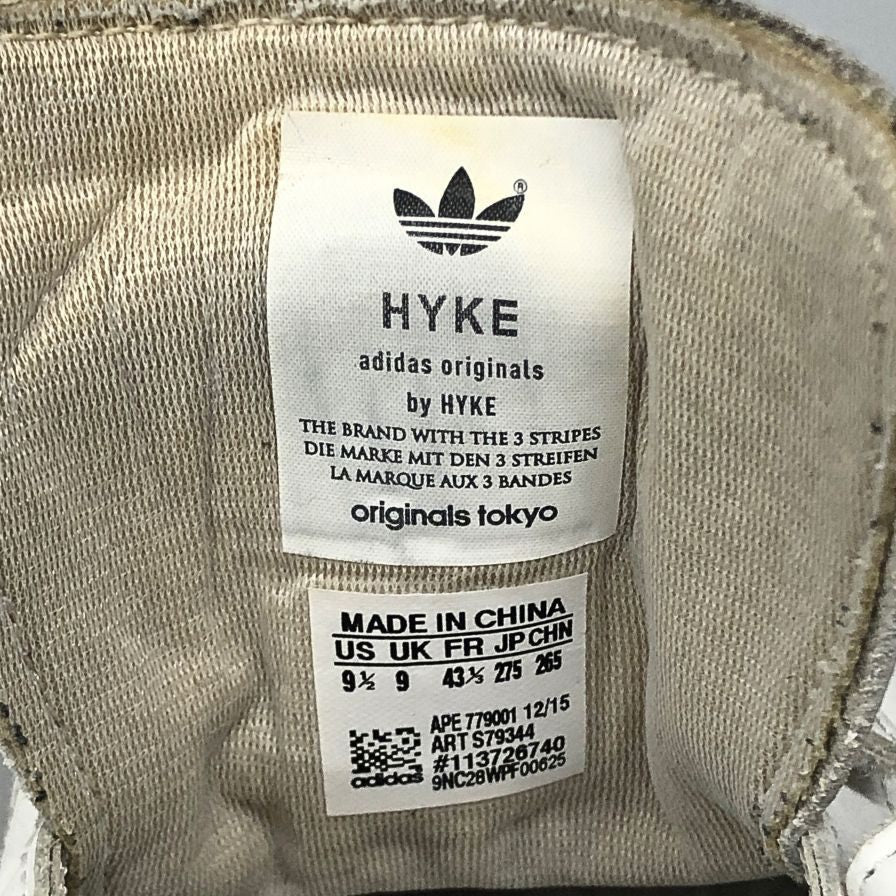 ®
HYKE
adidas originals
by HYKE
THE BRAND WITH THE 3 STRIPES
DIE MARKE MIT DEN 3 STREIFEN
LA MARQUE AUX 3 BANDES
originals tokyo
MADE IN CHINA
US UK FR JP CHN
9½ 9 43⅓ 275 265
APE 779001 12/15
ART S79344
#113726740
9NC28WPF00625
adidas